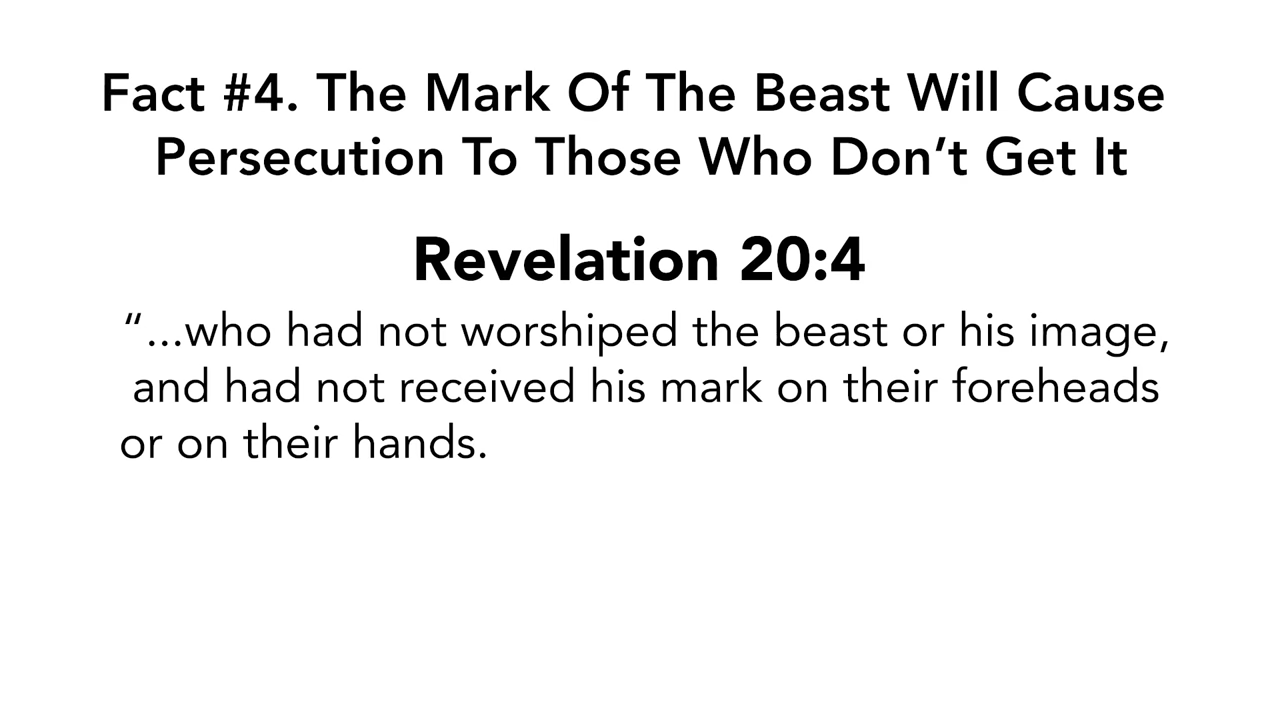 Fact #4. The Mark Of The Beast Will Cause
Persecution To Those Who Don’t Get It
Revelation 20:4
“...who had not worshiped the beast or his image,
and had not received his mark on their foreheads
or on their hands.